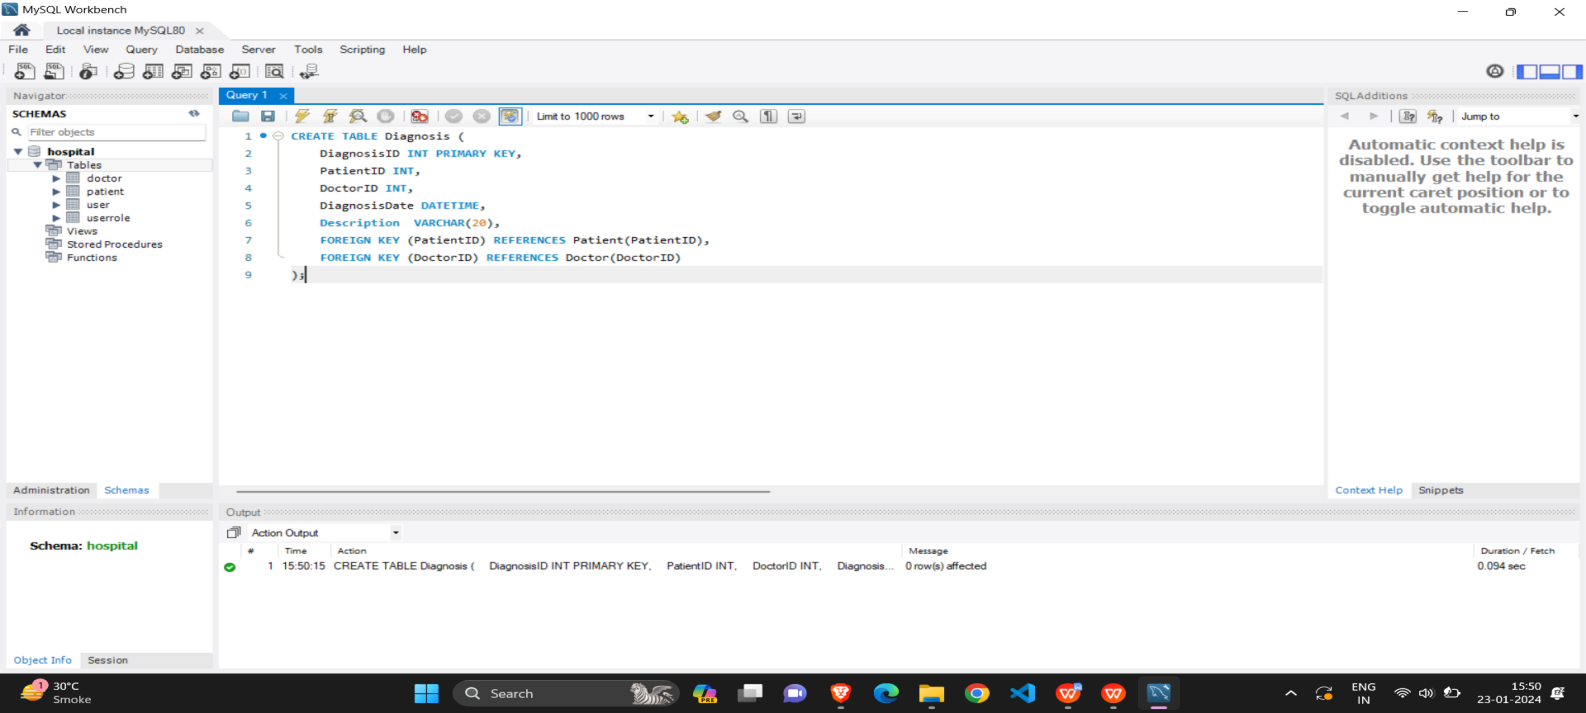 MySQL Workbench
Local instance MySQL80
File Edit View Query Database Server Tools Scripting Help
Navigator
SCHEMAS
Filter objects
hospital
Tables
doctor
patient
user
userrole
Views
Stored Procedures
Functions
Administration Schemas
Information
Schema: hospital
Object Info Session
Query 1
Limit to 1000 rows
1 CREATE TABLE Diagnosis (
2 DiagnosisID INT PRIMARY KEY,
3 PatientID INT,
4 DoctorID INT,
5 DiagnosisDate DATETIME,
6 Description VARCHAR(20),
7 FOREIGN KEY (PatientID) REFERENCES Patient(PatientID),
8 FOREIGN KEY (DoctorID) REFERENCES Doctor(DoctorID)
9 );
SQLAdditions
Jump to
Automatic context help is
disabled. Use the toolbar to
manually get help for the
current caret position or to
toggle automatic help.
Context Help Snippets
Output
Action Output
# Time Action Message Duration / Fetch
1 15:50:15 CREATE TABLE Diagnosis ( DiagnosisID INT PRIMARY KEY, PatientID INT, DoctorID INT, Diagnosis... 0 row(s) affected 0.094 sec
1
30°C
Smoke
Search
PRE
ENG
IN
15:50
23-01-2024